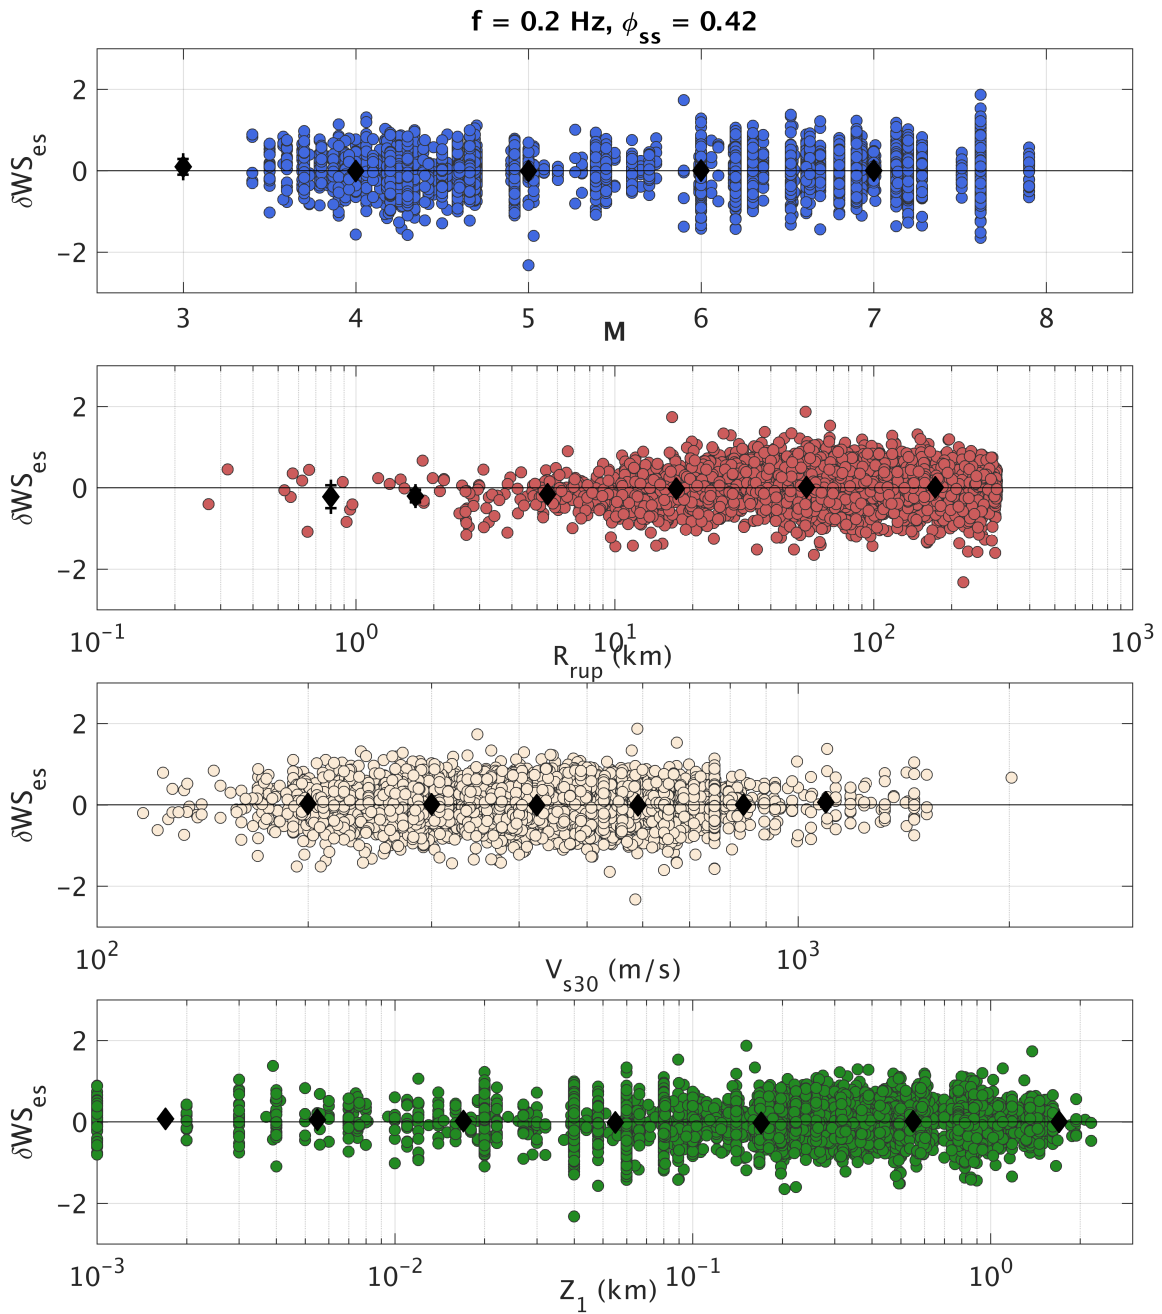 f = 0.2 Hz, ϕss = 0.42
2
0
−2
δWSes
3 4 5 6 7 8
M
2
0
−2
δWSes
10−1 100 101 102 103
Rrup (km)
2
0
−2
δWSes
102 103
Vs30 (m/s)
2
0
−2
δWSes
10−3 10−2 10−1 100
Z1 (km)